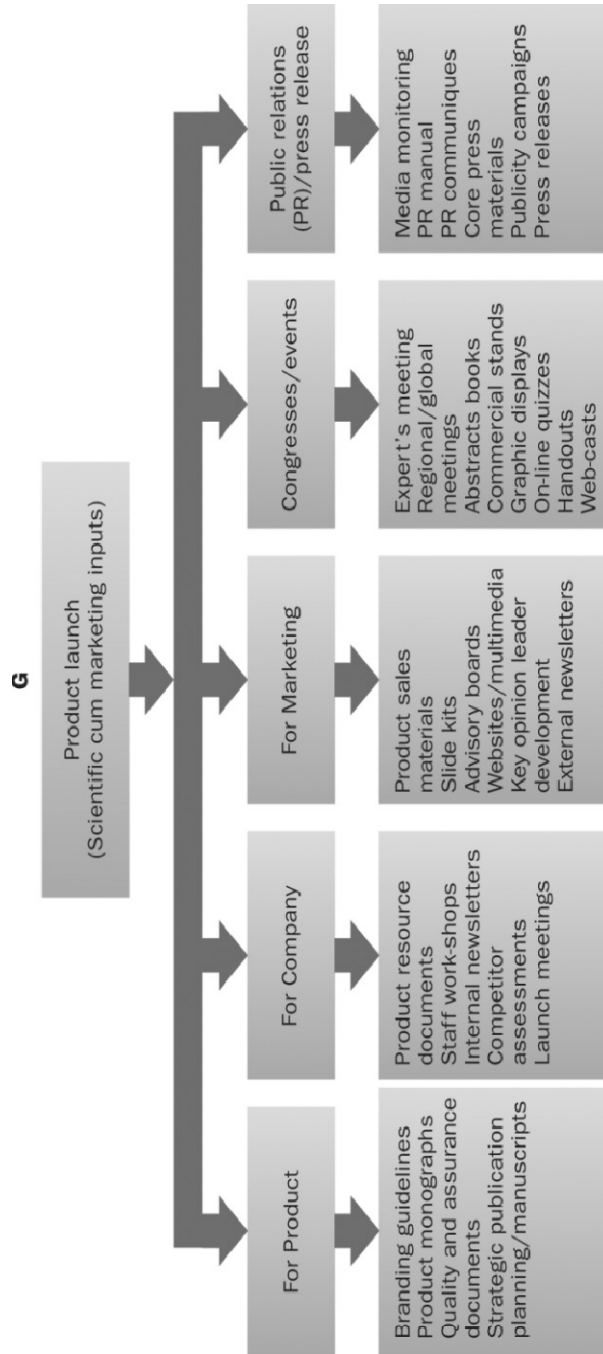 G
Product launch
(Scientific cum marketing inputs)
For Product
Branding guidelines
Product monographs
Quality and assurance
documents
Strategic publication
planning/manuscripts
For Company
Product resource
documents
Staff work-shops
Internal newsletters
Competitor
assessments
Launch meetings
For Marketing
Product sales
materials
Slide kits
Advisory boards
Websites/multimedia
Key opinion leader
development
External newsletters
Congresses/events
Expert's meeting
Regional/global
meetings
Abstracts books
Commercial stands
Graphic displays
On-line quizzes
Handouts
Web-casts
Public relations
(PR)/press release
Media monitoring
PR manual
PR communiques
Core press
materials
Publicity campaigns
Press releases